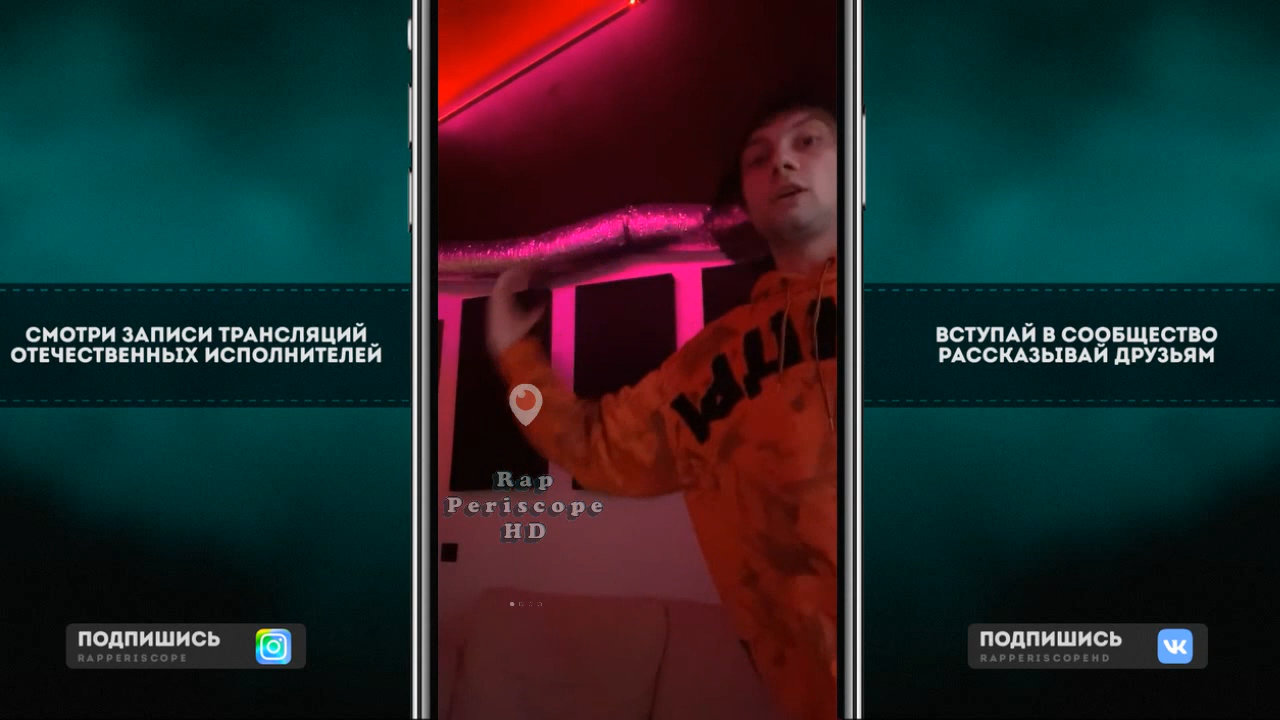 СМОТРИ ЗАПИСИ ТРАНСЛЯЦИЙ
ОТЕЧЕСТВЕННЫХ ИСПОЛНИТЕЛЕЙ
ВСТУПАЙ В СООБЩЕСТВО
РАССКАЗЫВАЙ ДРУЗЬЯМ
Rap
Periscope
HD
ПОДПИШИСЬ
RAPPERISCOPE
ПОДПИШИСЬ
RAPPERISCOPEHD